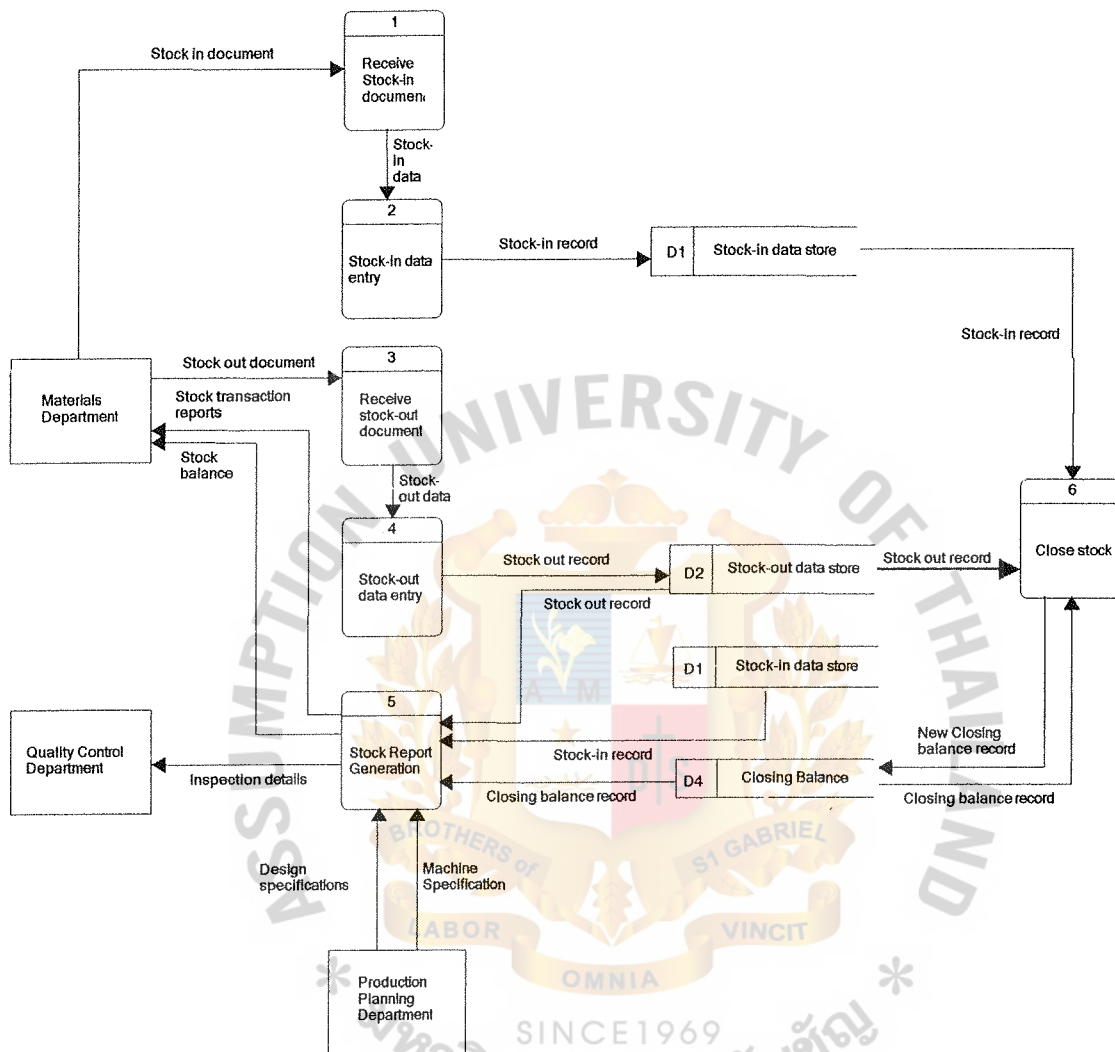 1
Stock in document
Receive
Stock-in
document
Stock-
in
data
2
Stock-in data
entry
Stock-in record
D1 Stock-in data store
Stock-in record
Materials
Department
Stock out document
Stock transaction
reports
Stock
balance
3
Receive
stock-out
document
Stock-
out data
4
Stock-out
data entry
Stock out record
Stock out record
D2 Stock-out data store
Stock out record
6
Close stock
D1 Stock-in data store
5
Stock Report
Generation
Stock-in record
New Closing
balance record
D4 Closing Balance
Closing balance record
Closing balance record
Quality Control
Department
Inspection details
Design
specifications
Machine
Specification
Production
Planning
Department
ASSUMPTION UNIVERSITY OF THAILAND
A M
D S
BROTHERS of
S1 GABRIEL
LABOR
OMNIA
VINCIT
SINCE1969